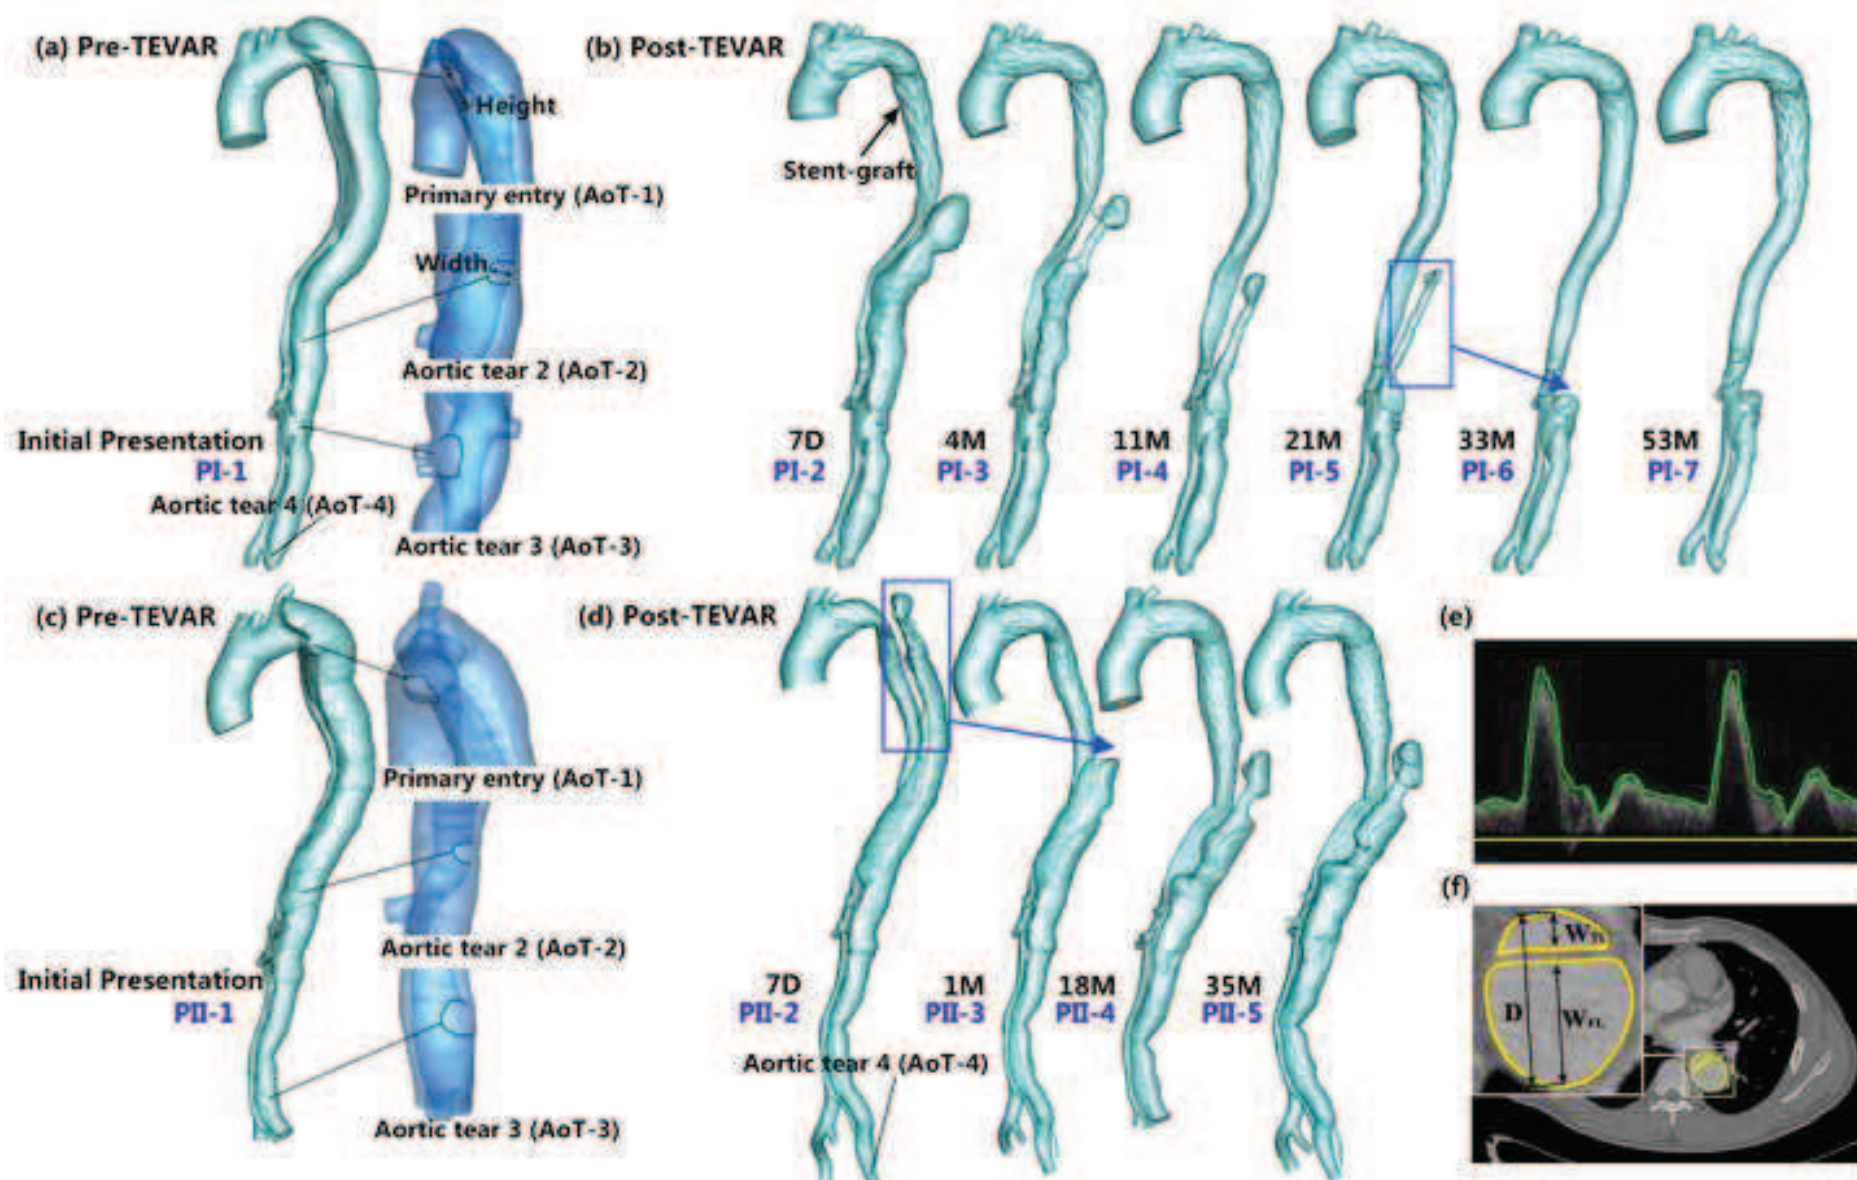 (a) Pre-TEVAR
Height
Primary entry (AoT-1)
Width
Aortic tear 2 (AoT-2)
Initial Presentation
PI-1
Aortic tear 4 (AoT-4)
Aortic tear 3 (AoT-3)
(b) Post-TEVAR
Stent-graft
7D
PI-2
4M
PI-3
11M
PI-4
21M
PI-5
33M
PI-6
53M
PI-7
(c) Pre-TEVAR
Primary entry (AoT-1)
Aortic tear 2 (AoT-2)
Initial Presentation
PII-1
Aortic tear 3 (AoT-3)
(d) Post-TEVAR
7D
PII-2
1M
PII-3
18M
PII-4
35M
PII-5
Aortic tear 4 (AoT-4)
(e)
(f)
D